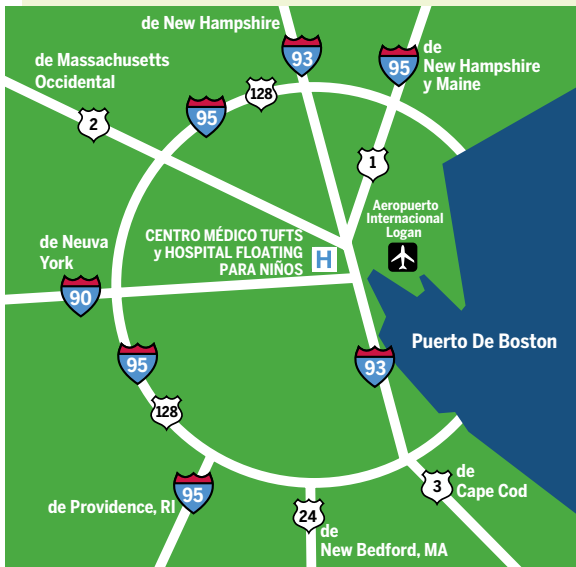 de New Hampshire
93
de
New Hampshire
y Maine
95
de Massachusetts
Occidental
128
95
2
1
Aeropuerto
Internacional
Logan
CENTRO MÉDICO TUFTS
y HOSPITAL FLOATING
PARA NIÑOS
H
de Neuva
York
90
Puerto De Boston
95
93
128
de
Cape Cod
3
95
de Providence, RI
24
de
New Bedford, MA